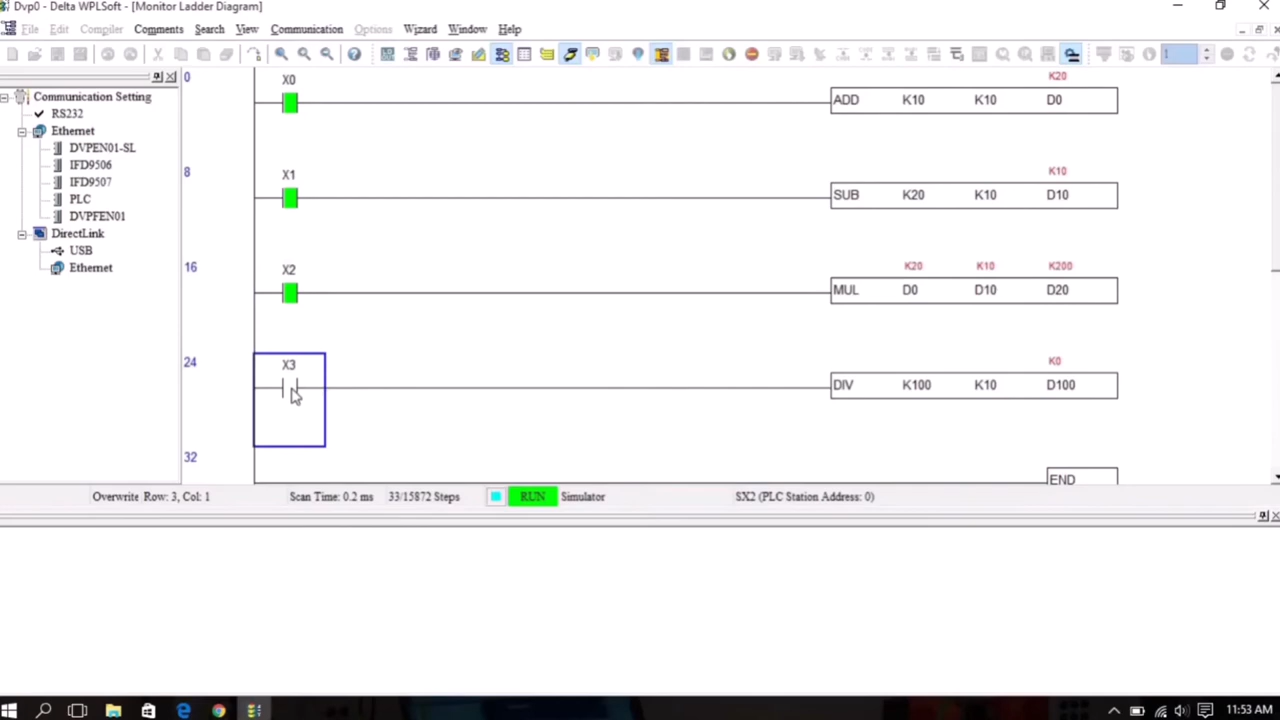 Dvp0 - Delta WPLSoft - [Monitor Ladder Diagram]
File Edit Compiler Comments Search View Communication Options Wizard Window Help
1
Communication Setting
RS232
Ethernet
DVPEN01-SL
IFD9506
IFD9507
PLC
DVPFEN01
DirectLink
USB
Ethernet
0
X0
K20
ADD K10 K10 D0
8
X1
K10
SUB K20 K10 D10
16
X2
K20 K10 K200
MUL D0 D10 D20
24
X3
K0
DIV K100 K10 D100
32
END
Overwrite Row: 3, Col: 1 Scan Time: 0.2 ms 33/15872 Steps RUN Simulator SX2 (PLC Station Address: 0)
11:53 AM